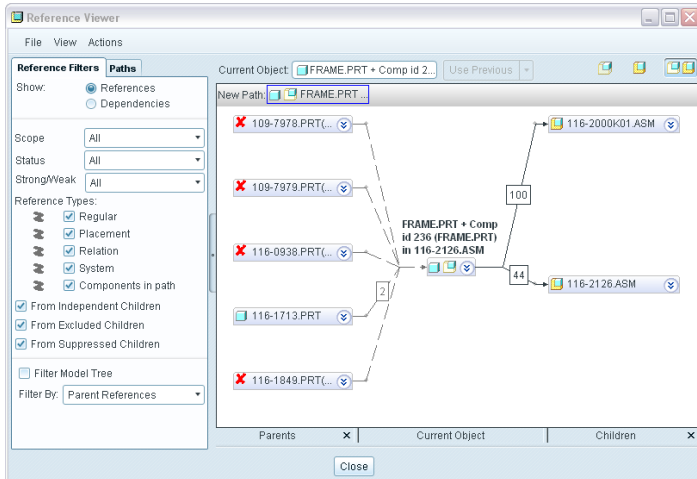 Reference Viewer
File View Actions
Reference Filters Paths
Show: References
Dependencies
Scope All
Status All
Strong/Weak All
Reference Types:
Regular
Placement
Relation
System
Components in path
From Independent Children
From Excluded Children
From Suppressed Children
Filter Model Tree
Filter By: Parent References
Current Object: FRAME.PRT + Comp id 2... Use Previous
New Path: FRAME.PRT ...
109-7978.PRT(...
109-7979.PRT(...
116-0938.PRT(...
116-1713.PRT
116-1849.PRT(...
2
FRAME.PRT + Comp
id 236 (FRAME.PRT)
in 116-2126.ASM
100
44
116-2000K01.ASM
116-2126.ASM
Parents Current Object Children
Close